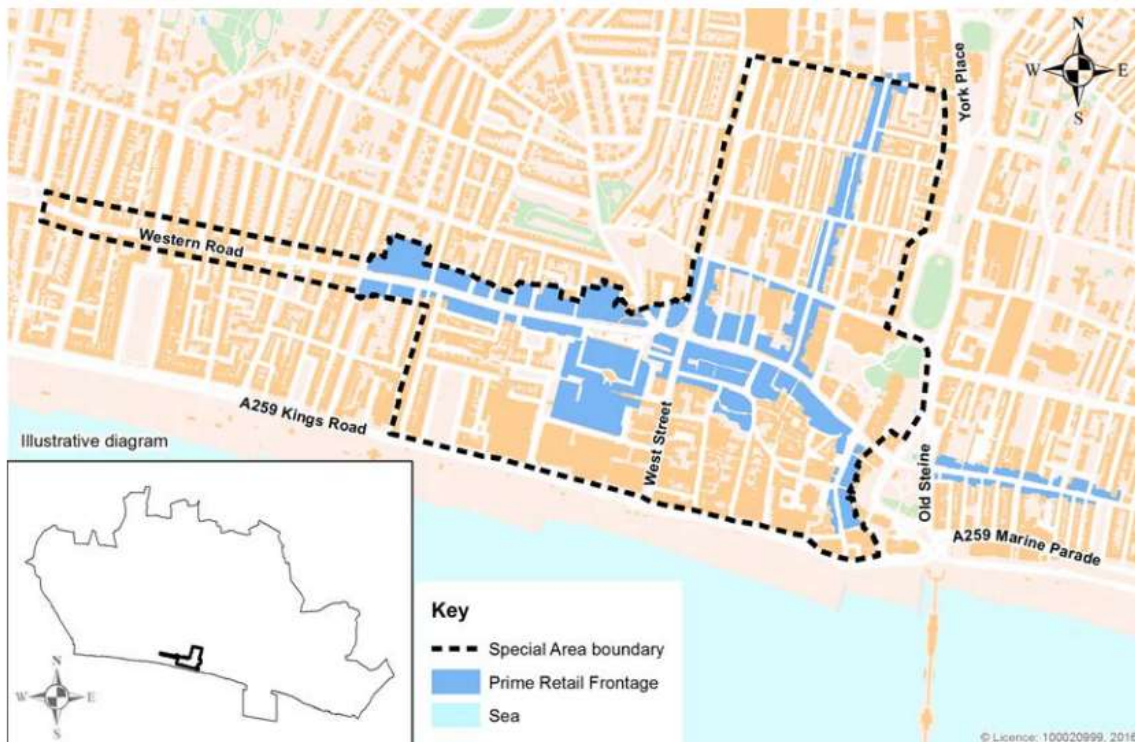 N
W E
S
York Place
Western Road
A259 Kings Road
West Street
Old Steine
A259 Marine Parade
Illustrative diagram
N
W E
S
Key
Special Area boundary
Prime Retail Frontage
Sea
© Licence: 100020999, 2016